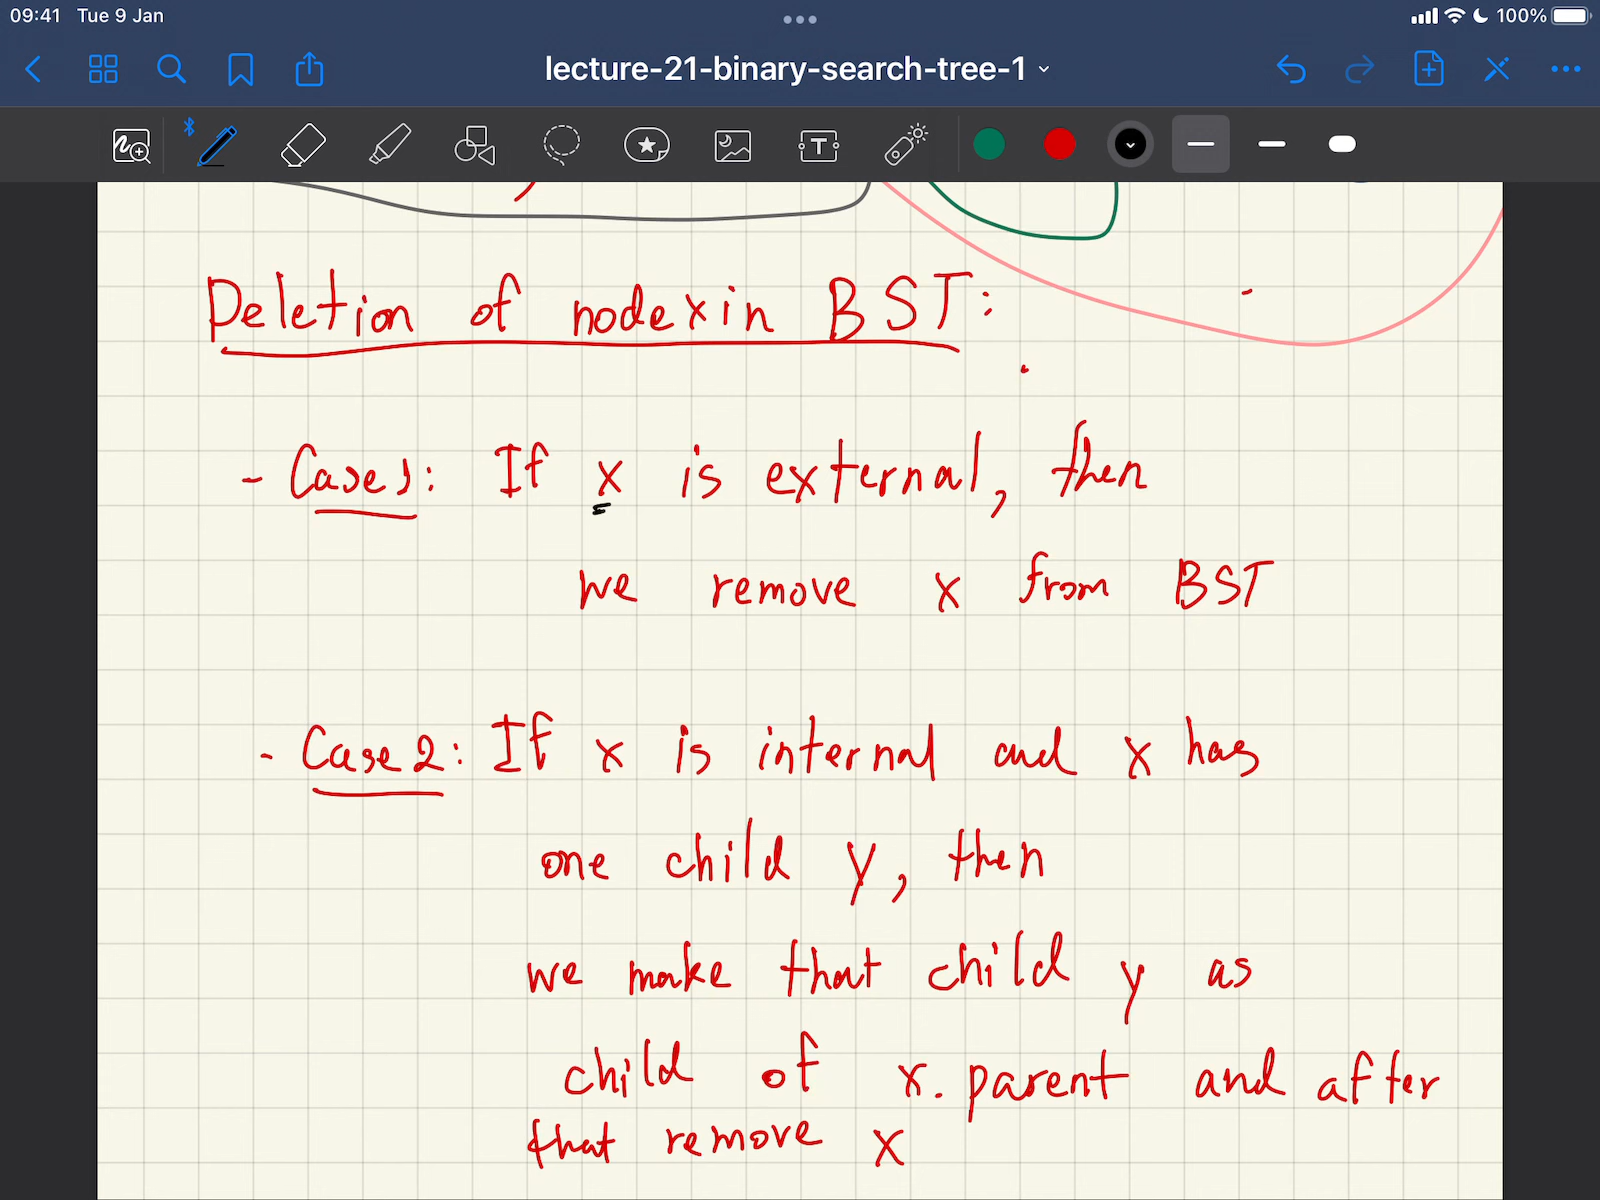 09:41 Tue 9 Jan
100%
lecture-21-binary-search-tree-1
T
Deletion of node x in BST:
- Case 1: If x is external, then
we remove x from BST
- Case 2: If x is internal and x has
one child y, then
we make that child y as
child of x.parent and after
that remove x